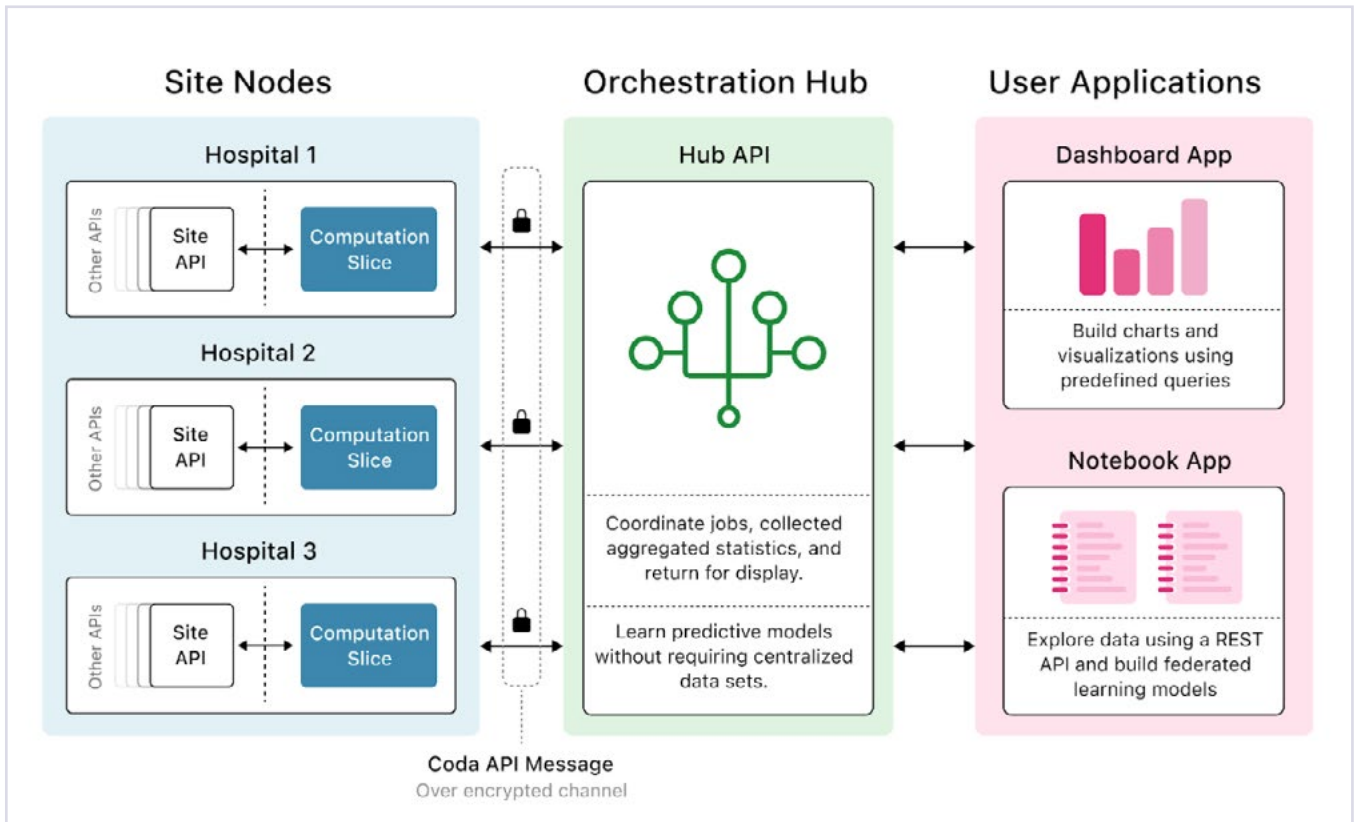 Site Nodes
Orchestration Hub
User Applications
Hospital 1
Other APIs
Site
API
Computation
Slice
Hospital 2
Other APIs
Site
API
Computation
Slice
Hospital 3
Other APIs
Site
API
Computation
Slice
Coda API Message
Over encrypted channel
Hub API
Coordinate jobs, collected
aggregated statistics, and
return for display.
Learn predictive models
without requiring centralized
data sets.
Dashboard App
Build charts and
visualizations using
predefined queries
Notebook App
Explore data using a REST
API and build federated
learning models